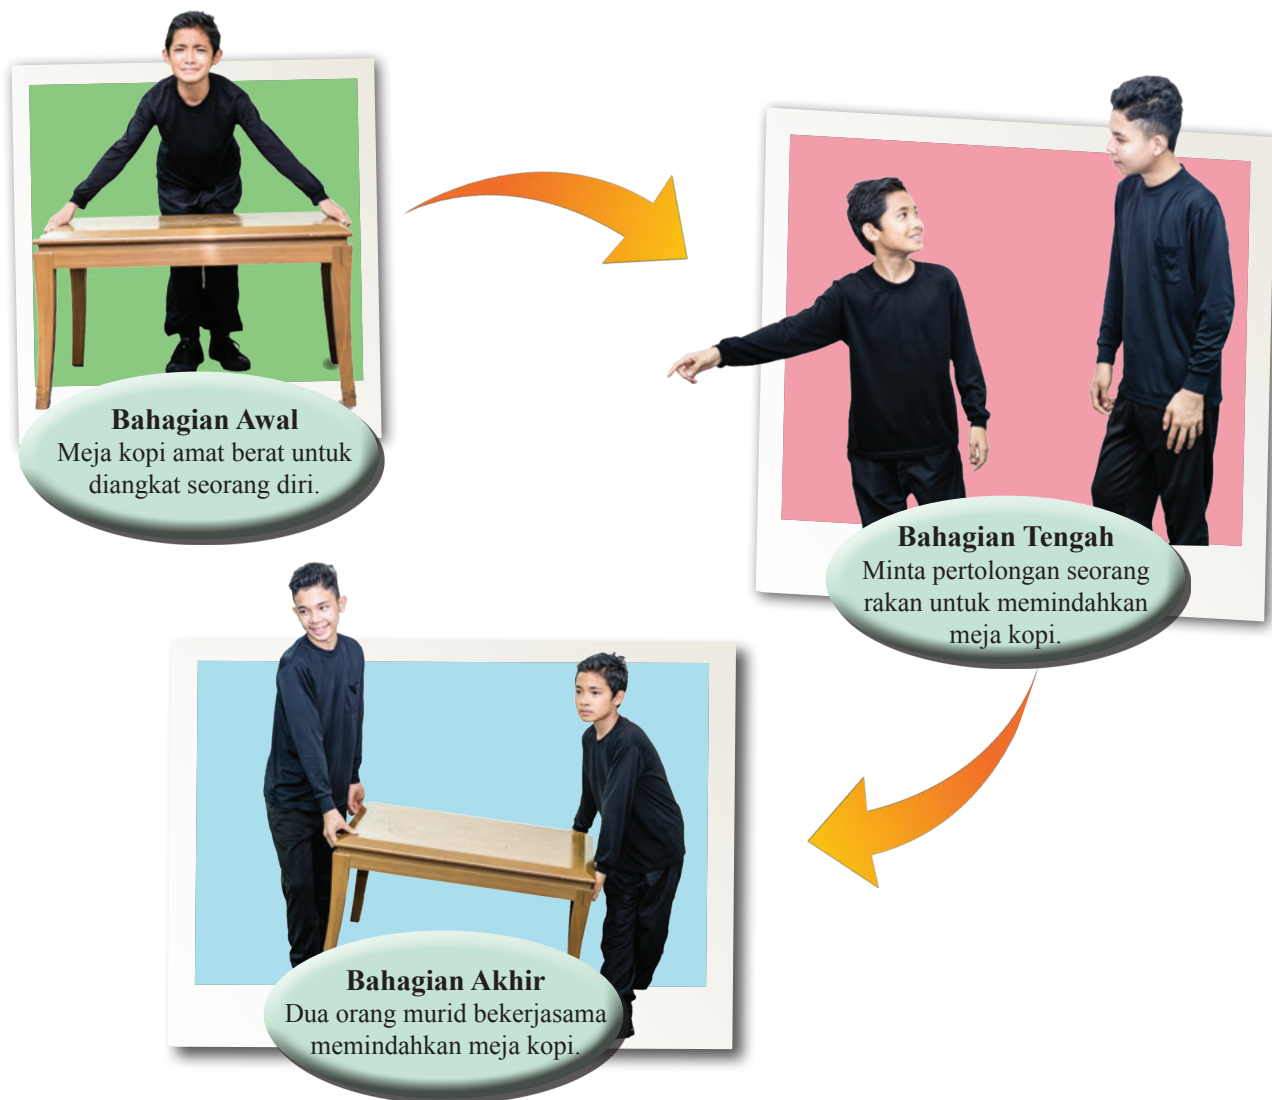 Bahagian Awal
Meja kopi amat berat untuk
diangkat seorang diri.
Bahagian Tengah
Minta pertolongan seorang
rakan untuk memindahkan
meja kopi.
Bahagian Akhir
Dua orang murid bekerjasama
memindahkan meja kopi.